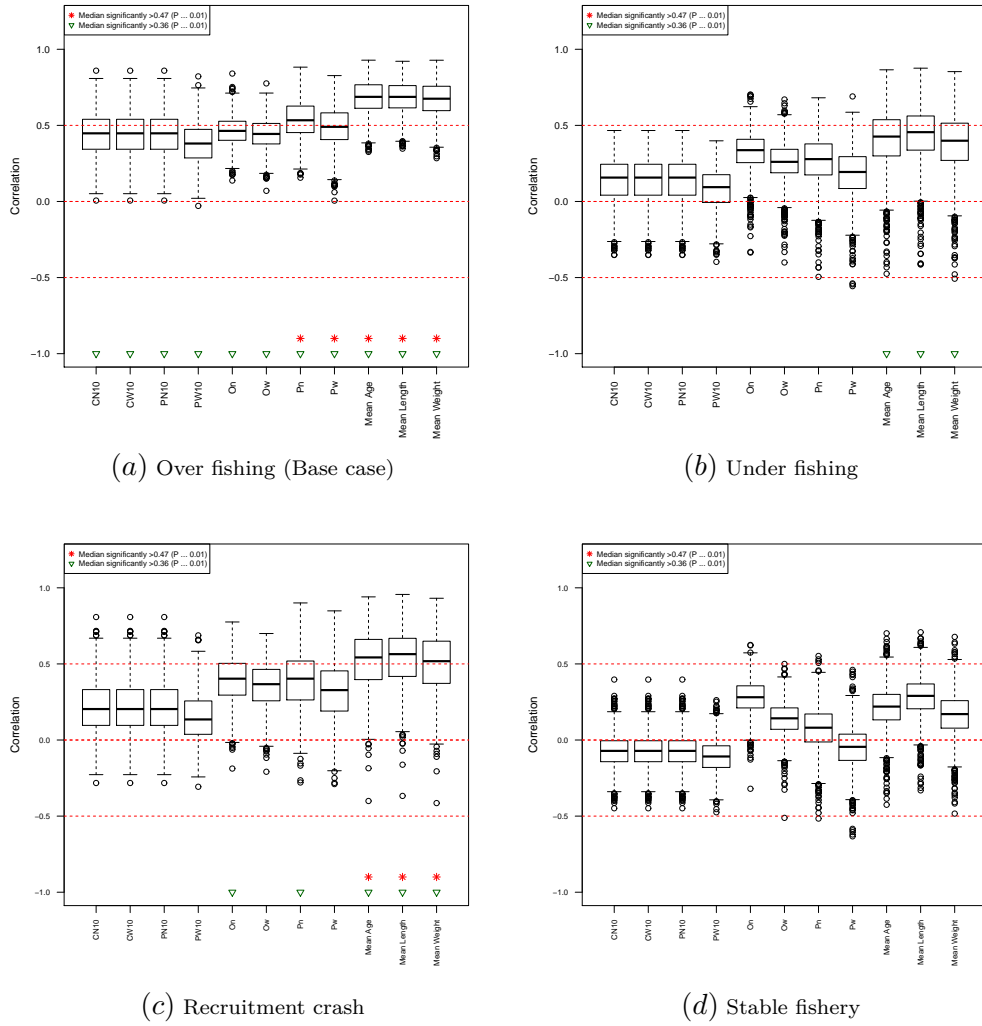 Median significantly >0.47 (P ... 0.01)
Median significantly >0.36 (P ... 0.01)
Correlation
1.0
0.5
0.0
−0.5
−1.0
CN10
CW10
PN10
PW10
On
Ow
Pn
Pw
Mean Age
Mean Length
Mean Weight
(a) Over fishing (Base case)
Median significantly >0.47 (P ... 0.01)
Median significantly >0.36 (P ... 0.01)
Correlation
1.0
0.5
0.0
−0.5
−1.0
CN10
CW10
PN10
PW10
On
Ow
Pn
Pw
Mean Age
Mean Length
Mean Weight
(b) Under fishing
Median significantly >0.47 (P ... 0.01)
Median significantly >0.36 (P ... 0.01)
Correlation
1.0
0.5
0.0
−0.5
−1.0
CN10
CW10
PN10
PW10
On
Ow
Pn
Pw
Mean Age
Mean Length
Mean Weight
(c) Recruitment crash
Median significantly >0.47 (P ... 0.01)
Median significantly >0.36 (P ... 0.01)
Correlation
1.0
0.5
0.0
−0.5
−1.0
CN10
CW10
PN10
PW10
On
Ow
Pn
Pw
Mean Age
Mean Length
Mean Weight
(d) Stable fishery